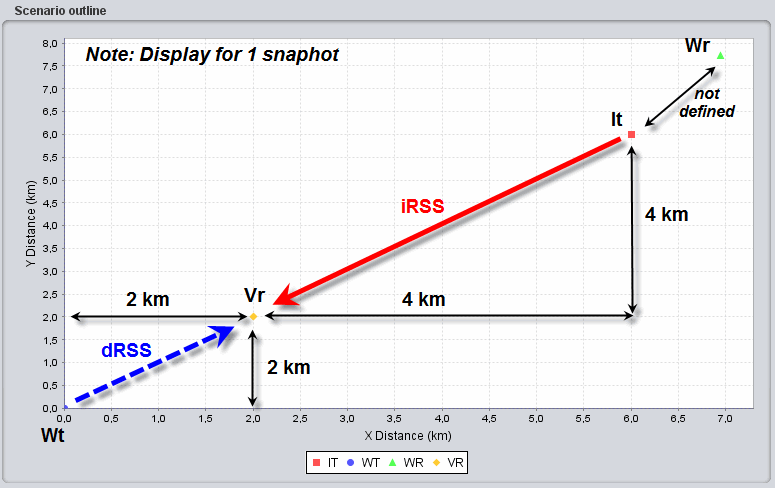 Scenario outline
Note: Display for 1 snaphot
Wr
not
defined
It
iRSS
4 km
Vr
2 km
4 km
dRSS
2 km
Wt
Y Distance (km)
8,0
7,5
7,0
6,5
6,0
5,5
5,0
4,5
4,0
3,5
3,0
2,5
2,0
1,5
1,0
0,5
0,0
0,0 0,5 1,0 1,5 2,0 2,5 3,0 3,5 4,0 4,5 5,0 5,5 6,0 6,5 7,0
X Distance (km)
IT WT WR VR